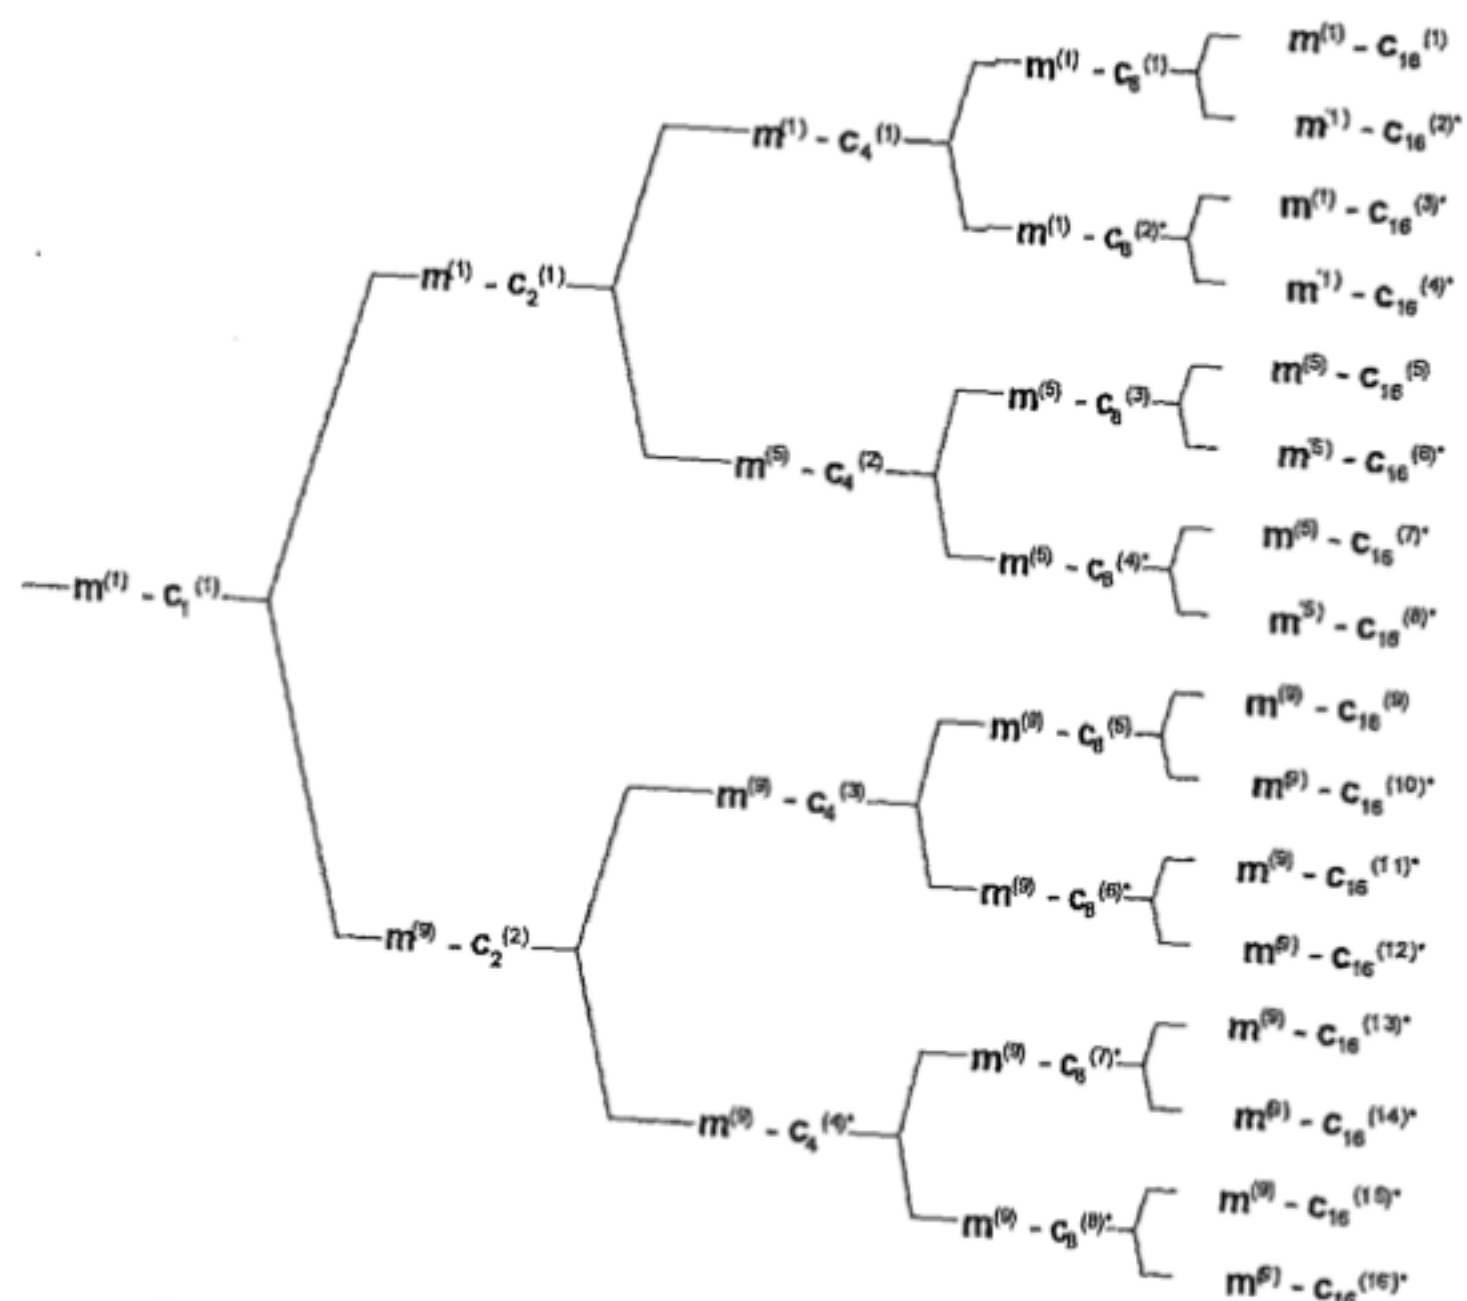 m(1) - C16(1)
m(1) - C8(1)
m(1) - C16(2)*
m(1) - C4(1)
m(1) - C16(3)*
m(1) - C8(2)*
m(1) - C16(4)*
m(1) - C2(1)
m(5) - C16(5)
m(5) - C8(3)
m(5) - C16(6)*
m(5) - C4(2)
m(5) - C16(7)*
m(5) - C8(4)*
m(5) - C16(8)*
m(1) - C1(1)
m(9) - C16(9)
m(9) - C8(5)
m(9) - C16(10)*
m(9) - C4(3)
m(9) - C16(11)*
m(9) - C8(6)*
m(9) - C16(12)*
m(9) - C2(2)
m(9) - C16(13)*
m(9) - C8(7)*
m(9) - C16(14)*
m(9) - C4(4)*
m(9) - C16(15)*
m(9) - C8(8)*
m(9) - C16(16)*